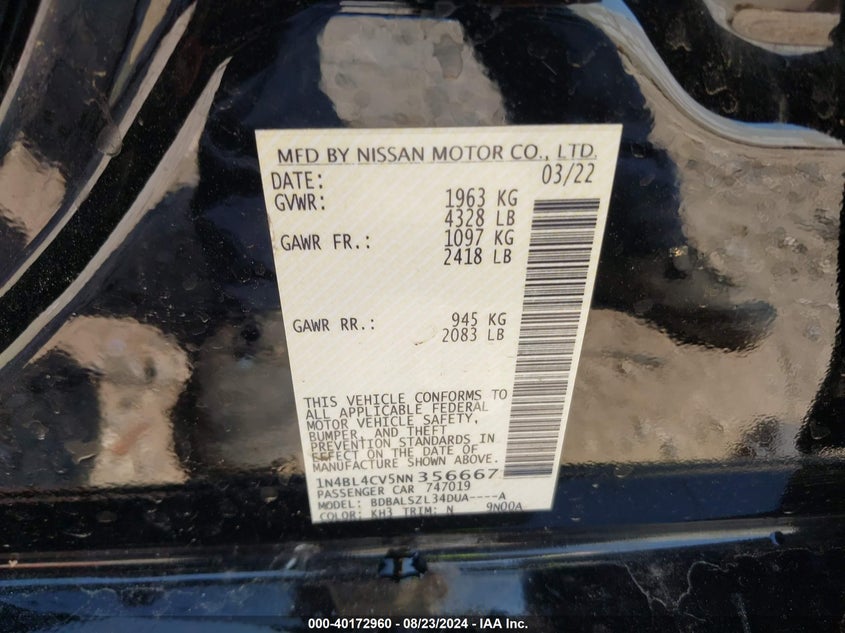 MFD BY NISSAN MOTOR CO., LTD.
DATE: 03/22
GVWR: 1963 KG
4328 LB
GAWR FR.: 1097 KG
2418 LB
GAWR RR.: 945 KG
2083 LB
THIS VEHICLE CONFORMS TO
ALL APPLICABLE FEDERAL
MOTOR VEHICLE SAFETY,
BUMPER, AND THEFT
PREVENTION STANDARDS IN
EFFECT ON THE DATE OF
MANUFACTURE SHOWN ABOVE.
1N4BL4CV5NN356667
PASSENGER CAR 747019
MODEL: BDBALSZL34DUA----A
COLOR: KH3 TRIM: N 9N00A
000-40172960 - 08/23/2024 - IAA Inc.